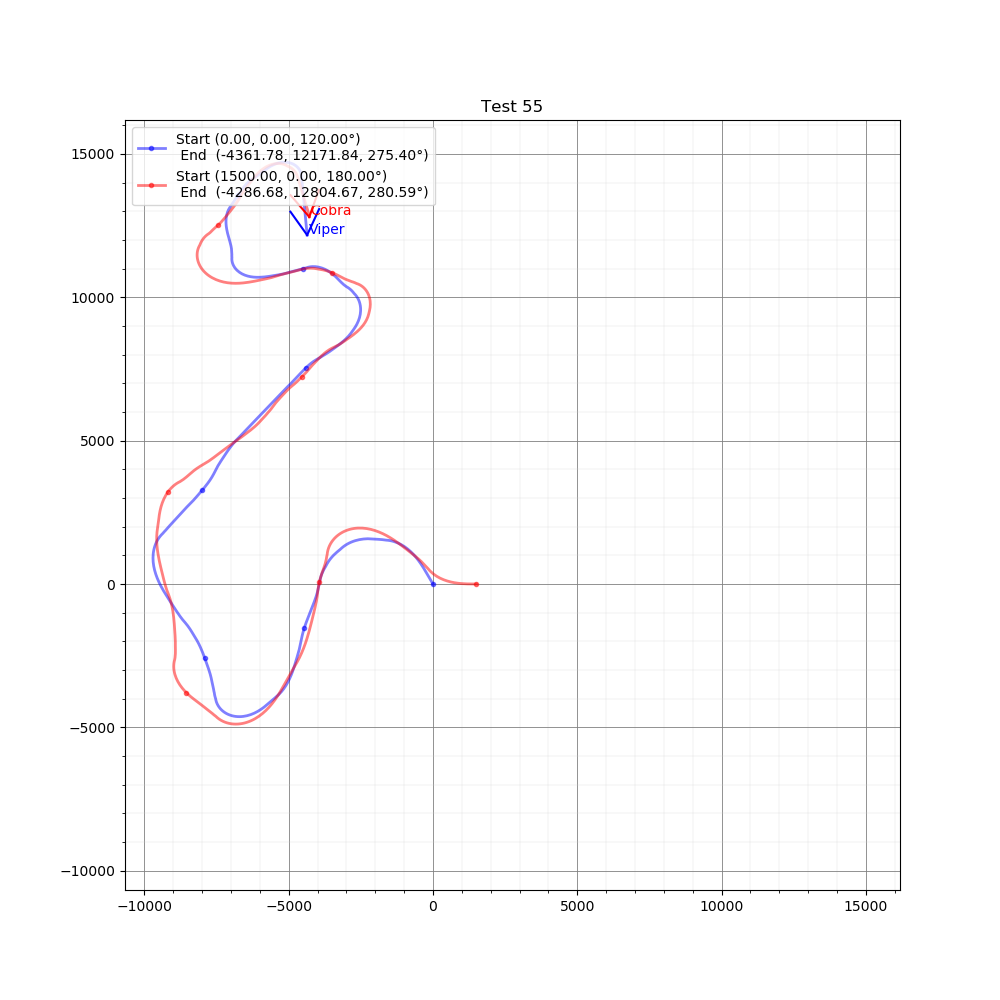 Test 55
Start (0.00, 0.00, 120.00°)
End (-4361.78, 12171.84, 275.40°)
Start (1500.00, 0.00, 180.00°)
End (-4286.68, 12804.67, 280.59°)
Cobra
Viper
15000
10000
5000
0
−5000
−10000
−10000 −5000 0 5000 10000 15000